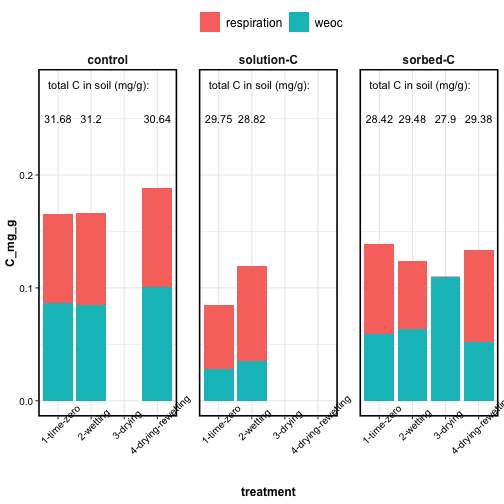 respiration weoc
control solution-C sorbed-C
total C in soil (mg/g): total C in soil (mg/g): total C in soil (mg/g):
31.68 31.2 30.64 29.75 28.82 28.42 29.48 27.9 29.38
0.2
0.1
0.0
C_mg_g
1-time-zero 2-wetting 3-drying 4-drying-rewetting 1-time-zero 2-wetting 3-drying 4-drying-rewetting 1-time-zero 2-wetting 3-drying 4-drying-rewetting
treatment